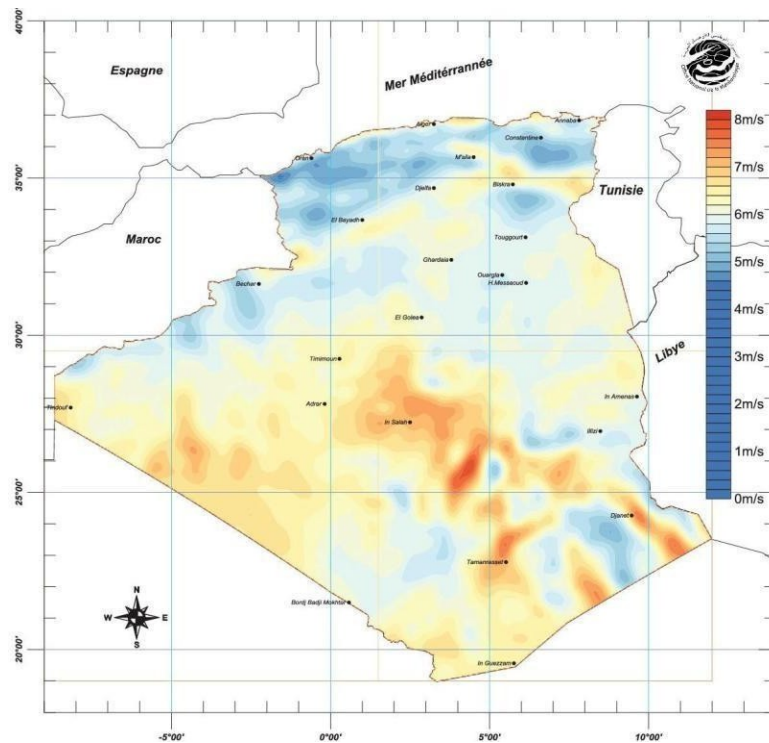 40°00'
35°00'
30°00'
25°00'
20°00'
-5°00'
0°00'
5°00'
10°00'
Espagne
Mer Méditérrannée
Maroc
Tunisie
Libye
Alger
Annaba
Constantine
Oran
M'sila
Djelfa
Biskra
El Bayadh
Touggourt
Ghardaia
Ouargla
H.Messaoud
Bechar
El Golea
Timimoun
Adrar
In Salah
In Amenas
Illizi
Tindouf
Djanet
Tamanrasset
Bordj Badji Mokhtar
In Guezzam
N
W
E
S
8m/s
7m/s
6m/s
5m/s
4m/s
3m/s
2m/s
1m/s
0m/s